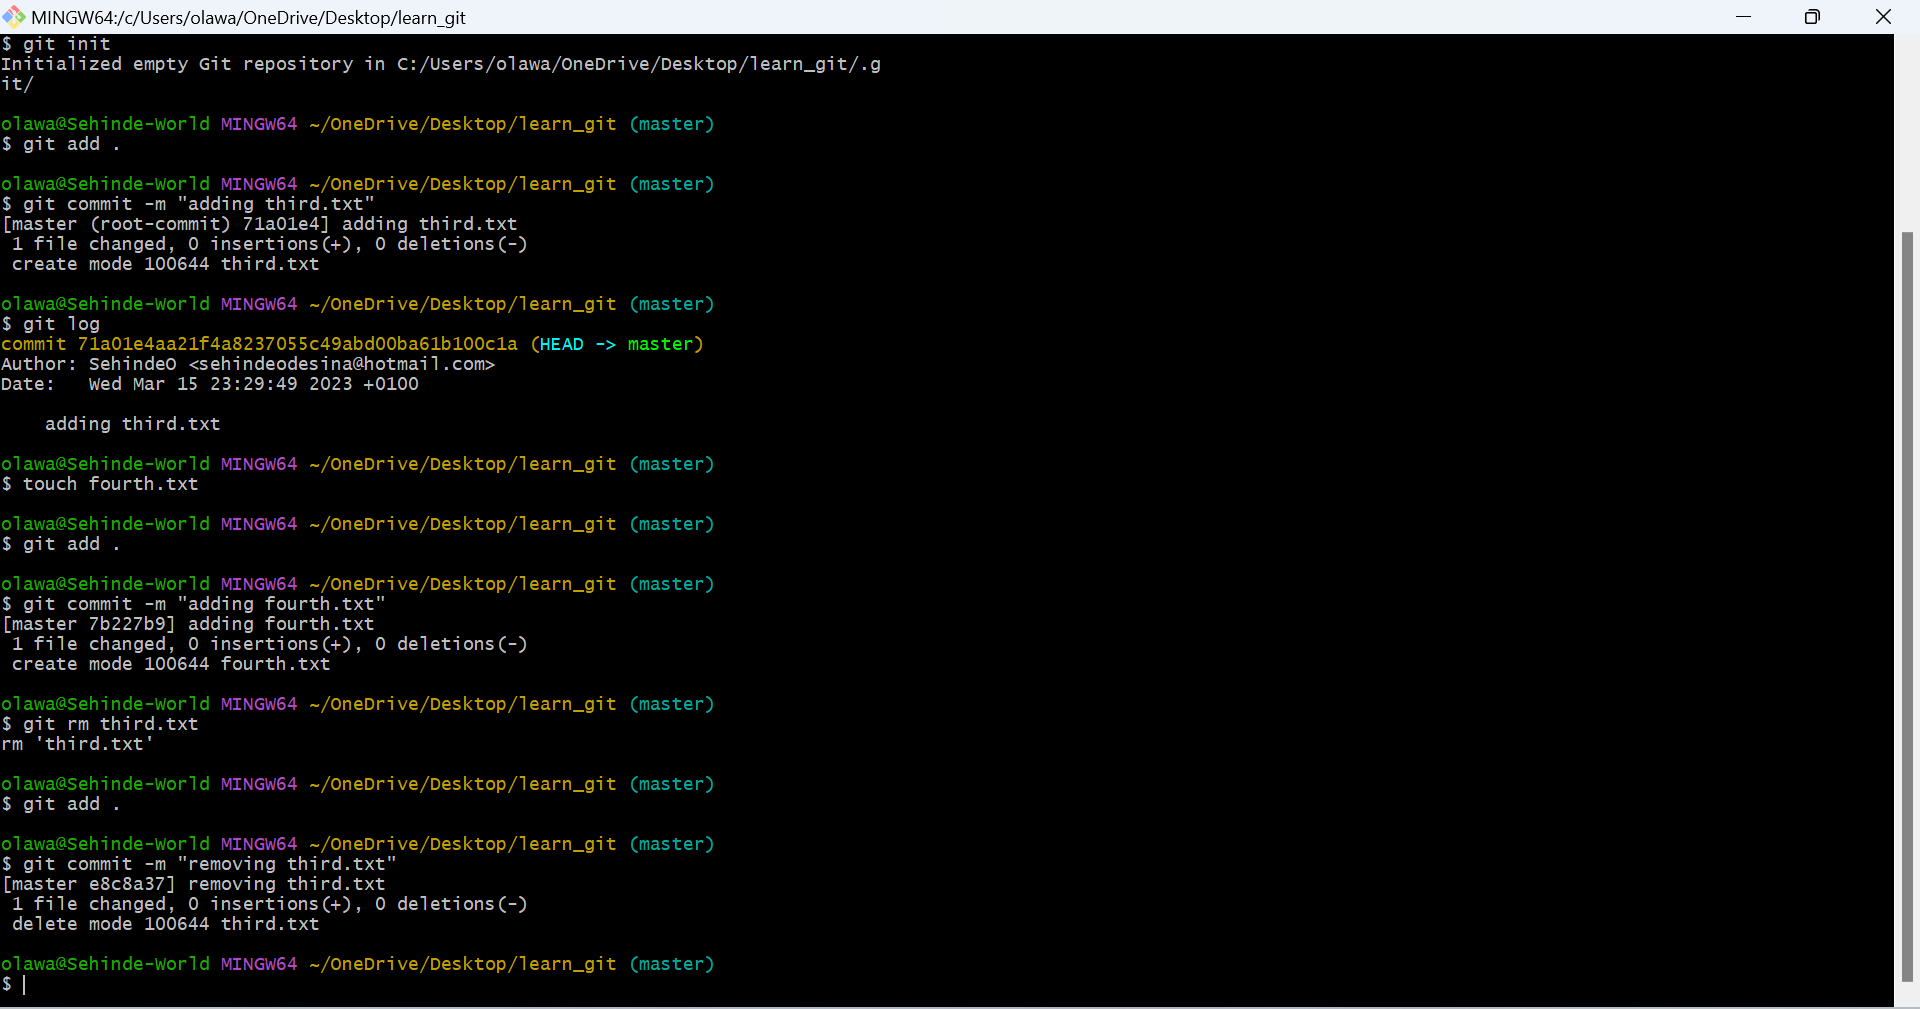 MINGW64:/c/Users/olawa/OneDrive/Desktop/learn_git
$ git init
Initialized empty Git repository in C:/Users/olawa/OneDrive/Desktop/learn_git/.g
it/

olawa@Sehinde-World MINGW64 ~/OneDrive/Desktop/learn_git (master)
$ git add .

olawa@Sehinde-World MINGW64 ~/OneDrive/Desktop/learn_git (master)
$ git commit -m "adding third.txt"
[master (root-commit) 71a01e4] adding third.txt
 1 file changed, 0 insertions(+), 0 deletions(-)
 create mode 100644 third.txt

olawa@Sehinde-World MINGW64 ~/OneDrive/Desktop/learn_git (master)
$ git log
commit 71a01e4aa21f4a8237055c49abd00ba61b100c1a (HEAD -> master)
Author: SehindeO <sehindeodesina@hotmail.com>
Date:   Wed Mar 15 23:29:49 2023 +0100

    adding third.txt

olawa@Sehinde-World MINGW64 ~/OneDrive/Desktop/learn_git (master)
$ touch fourth.txt

olawa@Sehinde-World MINGW64 ~/OneDrive/Desktop/learn_git (master)
$ git add .

olawa@Sehinde-World MINGW64 ~/OneDrive/Desktop/learn_git (master)
$ git commit -m "adding fourth.txt"
[master 7b227b9] adding fourth.txt
 1 file changed, 0 insertions(+), 0 deletions(-)
 create mode 100644 fourth.txt

olawa@Sehinde-World MINGW64 ~/OneDrive/Desktop/learn_git (master)
$ git rm third.txt
rm 'third.txt'

olawa@Sehinde-World MINGW64 ~/OneDrive/Desktop/learn_git (master)
$ git add .

olawa@Sehinde-World MINGW64 ~/OneDrive/Desktop/learn_git (master)
$ git commit -m "removing third.txt"
[master e8c8a37] removing third.txt
 1 file changed, 0 insertions(+), 0 deletions(-)
 delete mode 100644 third.txt

olawa@Sehinde-World MINGW64 ~/OneDrive/Desktop/learn_git (master)
$